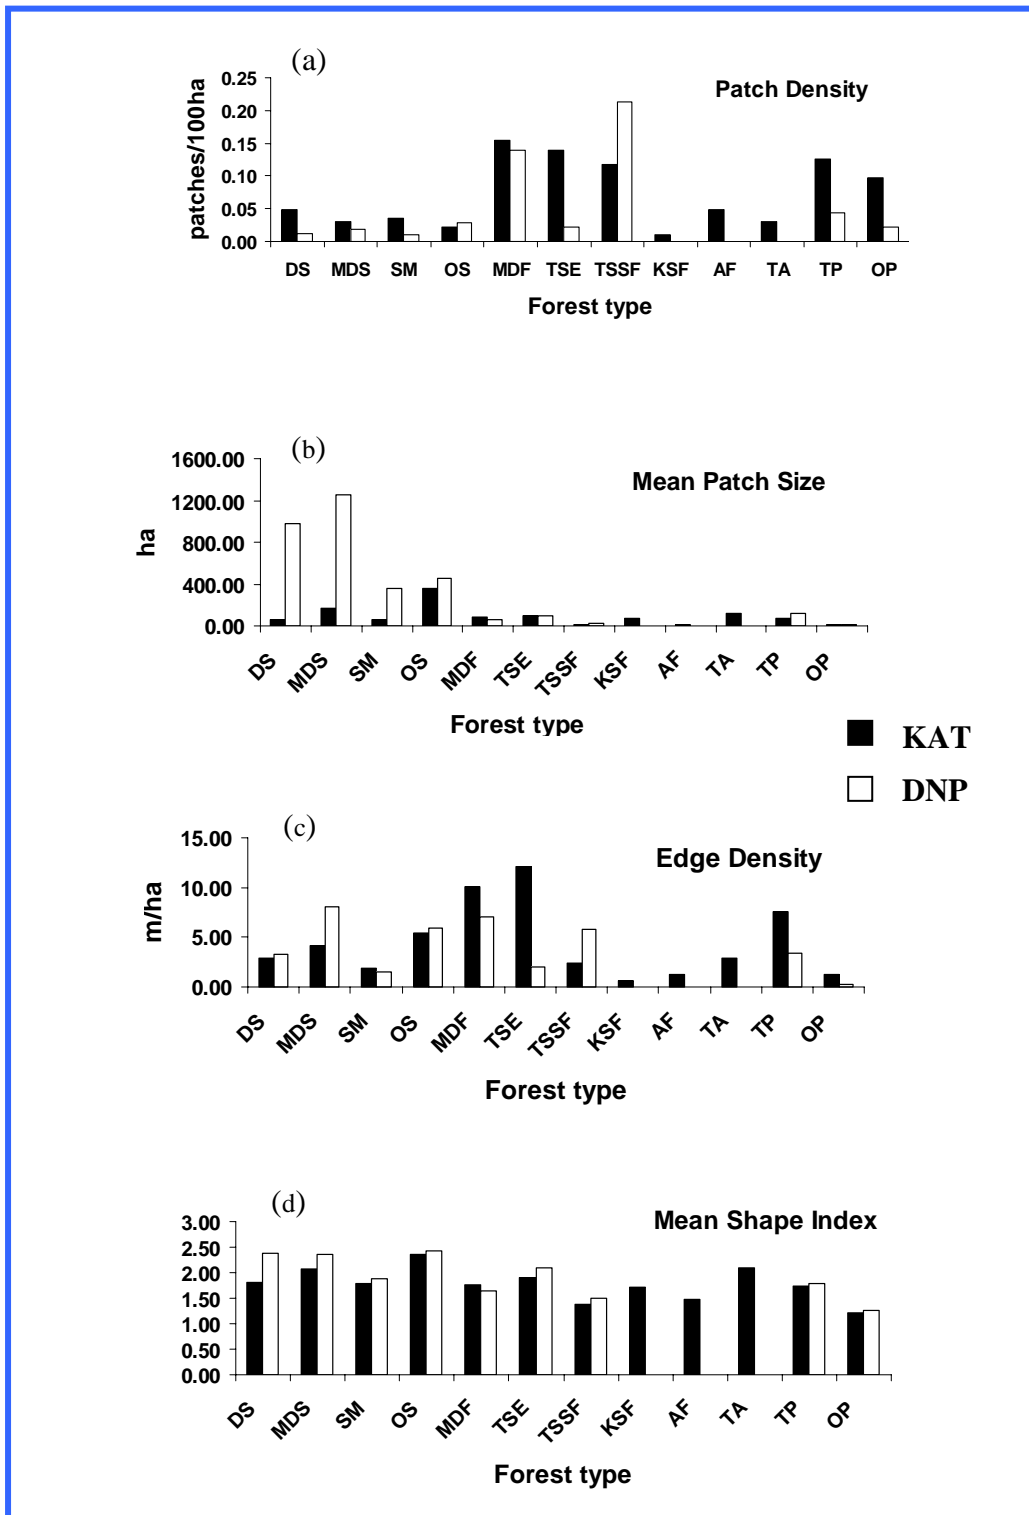 (a)
Patch Density
patches/100ha
0.25
0.20
0.15
0.10
0.05
0.00
DS MDS SM OS MDF TSE TSSF KSF AF TA TP OP
Forest type
(b)
Mean Patch Size
ha
1600.00
1200.00
800.00
400.00
0.00
DS MDS SM OS MDF TSE TSSF KSF AF TA TP OP
Forest type
KAT
DNP
(c)
Edge Density
m/ha
15.00
10.00
5.00
0.00
DS MDS SM OS MDF TSE TSSF KSF AF TA TP OP
Forest type
(d)
Mean Shape Index
3.00
2.50
2.00
1.50
1.00
0.50
0.00
DS MDS SM OS MDF TSE TSSF KSF AF TA TP OP
Forest type